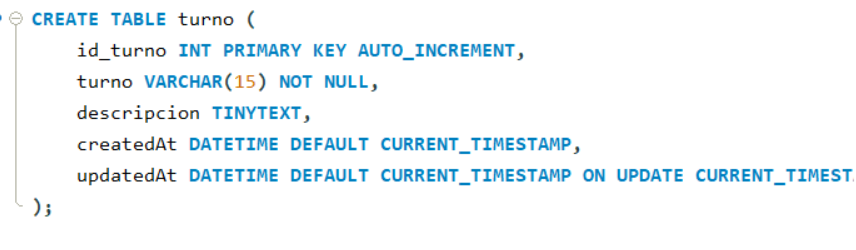 CREATE TABLE turno (
id_turno INT PRIMARY KEY AUTO_INCREMENT,
turno VARCHAR(15) NOT NULL,
descripcion TINYTEXT,
createdAt DATETIME DEFAULT CURRENT_TIMESTAMP,
updatedAt DATETIME DEFAULT CURRENT_TIMESTAMP ON UPDATE CURRENT_TIMEST
);